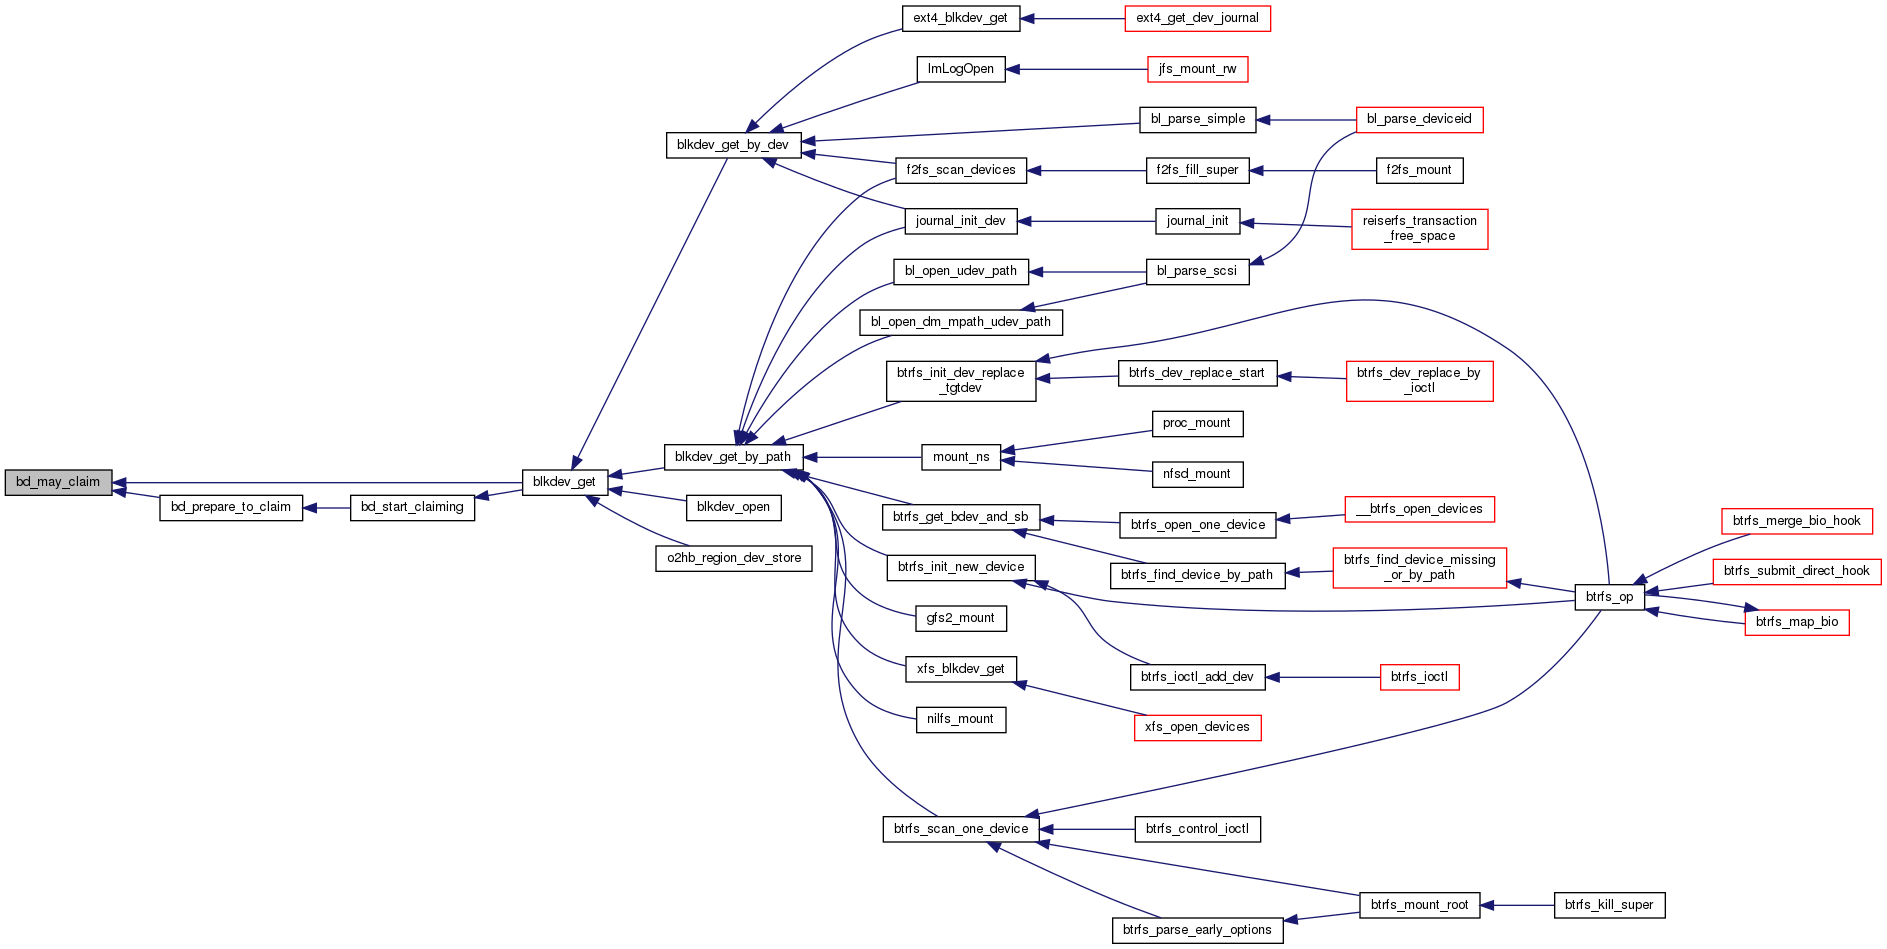 ext4_blkdev_get
ext4_get_dev_journal
lmLogOpen
jfs_mount_rw
bl_parse_simple
bl_parse_deviceid
blkdev_get_by_dev
f2fs_scan_devices
f2fs_fill_super
f2fs_mount
journal_init_dev
journal_init
reiserfs_transaction
_free_space
bl_open_udev_path
bl_parse_scsi
bl_open_dm_mpath_udev_path
btrfs_init_dev_replace
_tgtdev
btrfs_dev_replace_start
btrfs_dev_replace_by
_ioctl
proc_mount
blkdev_get_by_path
mount_ns
nfsd_mount
bd_may_claim
blkdev_get
bd_prepare_to_claim
bd_start_claiming
blkdev_open
btrfs_get_bdev_and_sb
btrfs_open_one_device
__btrfs_open_devices
btrfs_merge_bio_hook
o2hb_region_dev_store
btrfs_init_new_device
btrfs_find_device_by_path
btrfs_find_device_missing
_or_by_path
btrfs_submit_direct_hook
btrfs_op
btrfs_map_bio
gfs2_mount
xfs_blkdev_get
btrfs_ioctl_add_dev
btrfs_ioctl
nilfs_mount
xfs_open_devices
btrfs_scan_one_device
btrfs_control_ioctl
btrfs_mount_root
btrfs_kill_super
btrfs_parse_early_options